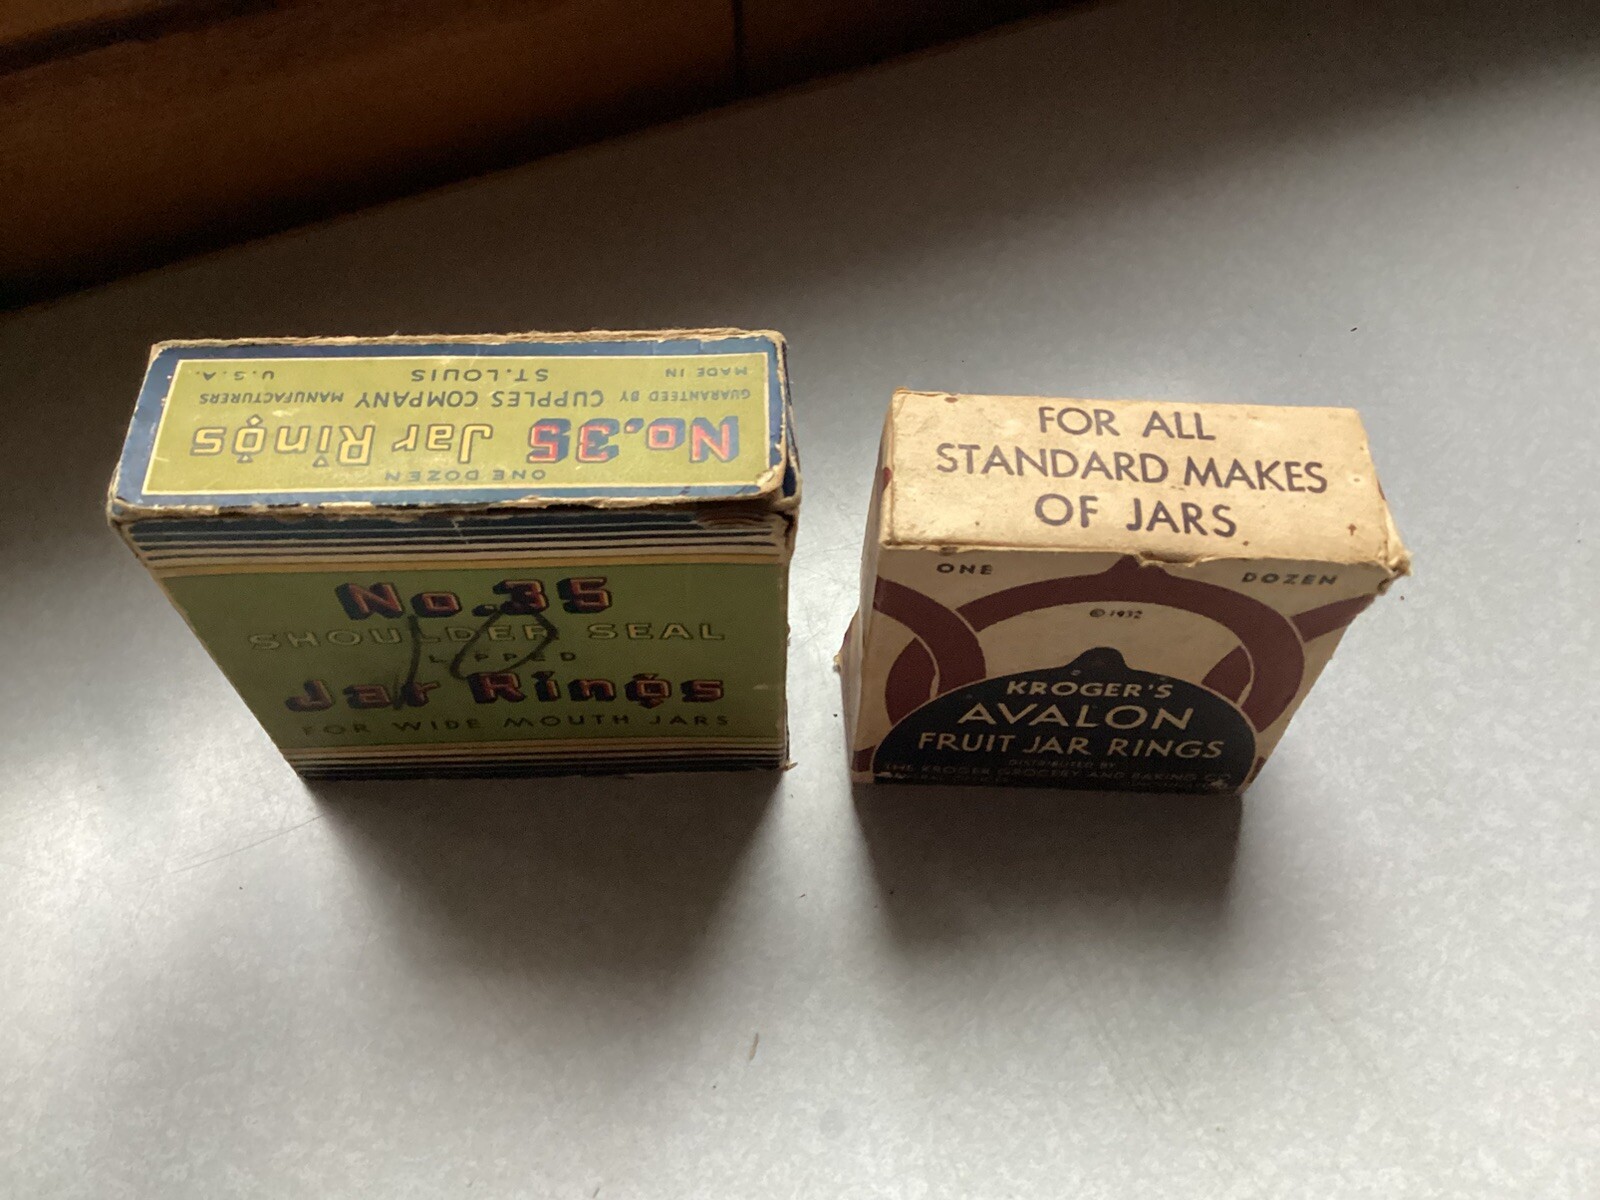 ONE DOZEN
No.35 Jar Rings
GUARANTEED BY CUPPLES COMPANY MANUFACTURERS
MADE IN ST.LOUIS U.S.A.
No.35
SHOULDER SEAL
LIPPED
Jar Rings
FOR WIDE MOUTH JARS
FOR ALL
STANDARD MAKES
OF JARS
ONE DOZEN
© 1932
KROGER'S
AVALON
FRUIT JAR RINGS
DISTRIBUTED BY
THE KROGER GROCERY AND BAKING CO